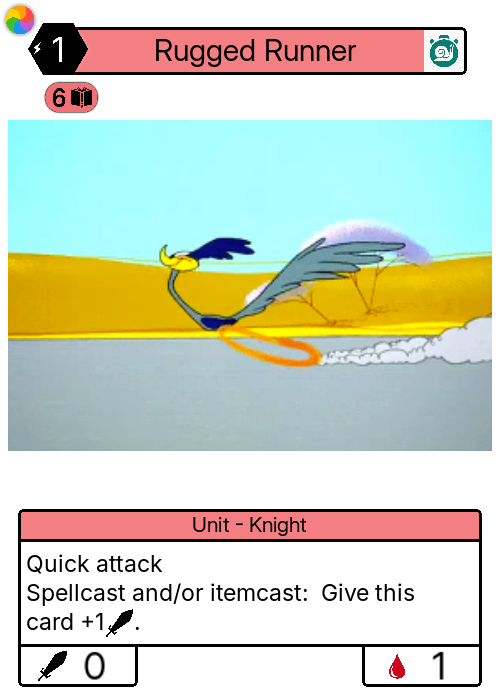 1
Rugged Runner
6
Unit - Knight
Quick attack
Spellcast and/or itemcast:  Give this
card +1.
0
1